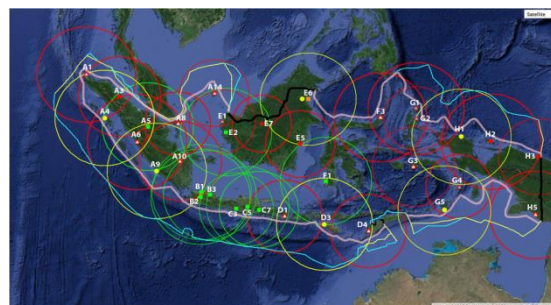 Satellite
A1
A3
A14
A4
A5
A8
E1
E2
E7
E6
F3
G1
G2
H1
H2
A6
E5
H3
A9
A10
G3
F1
G4
B1
B3
B2
C3
C5
C7
D1
D3
D4
G5
H5